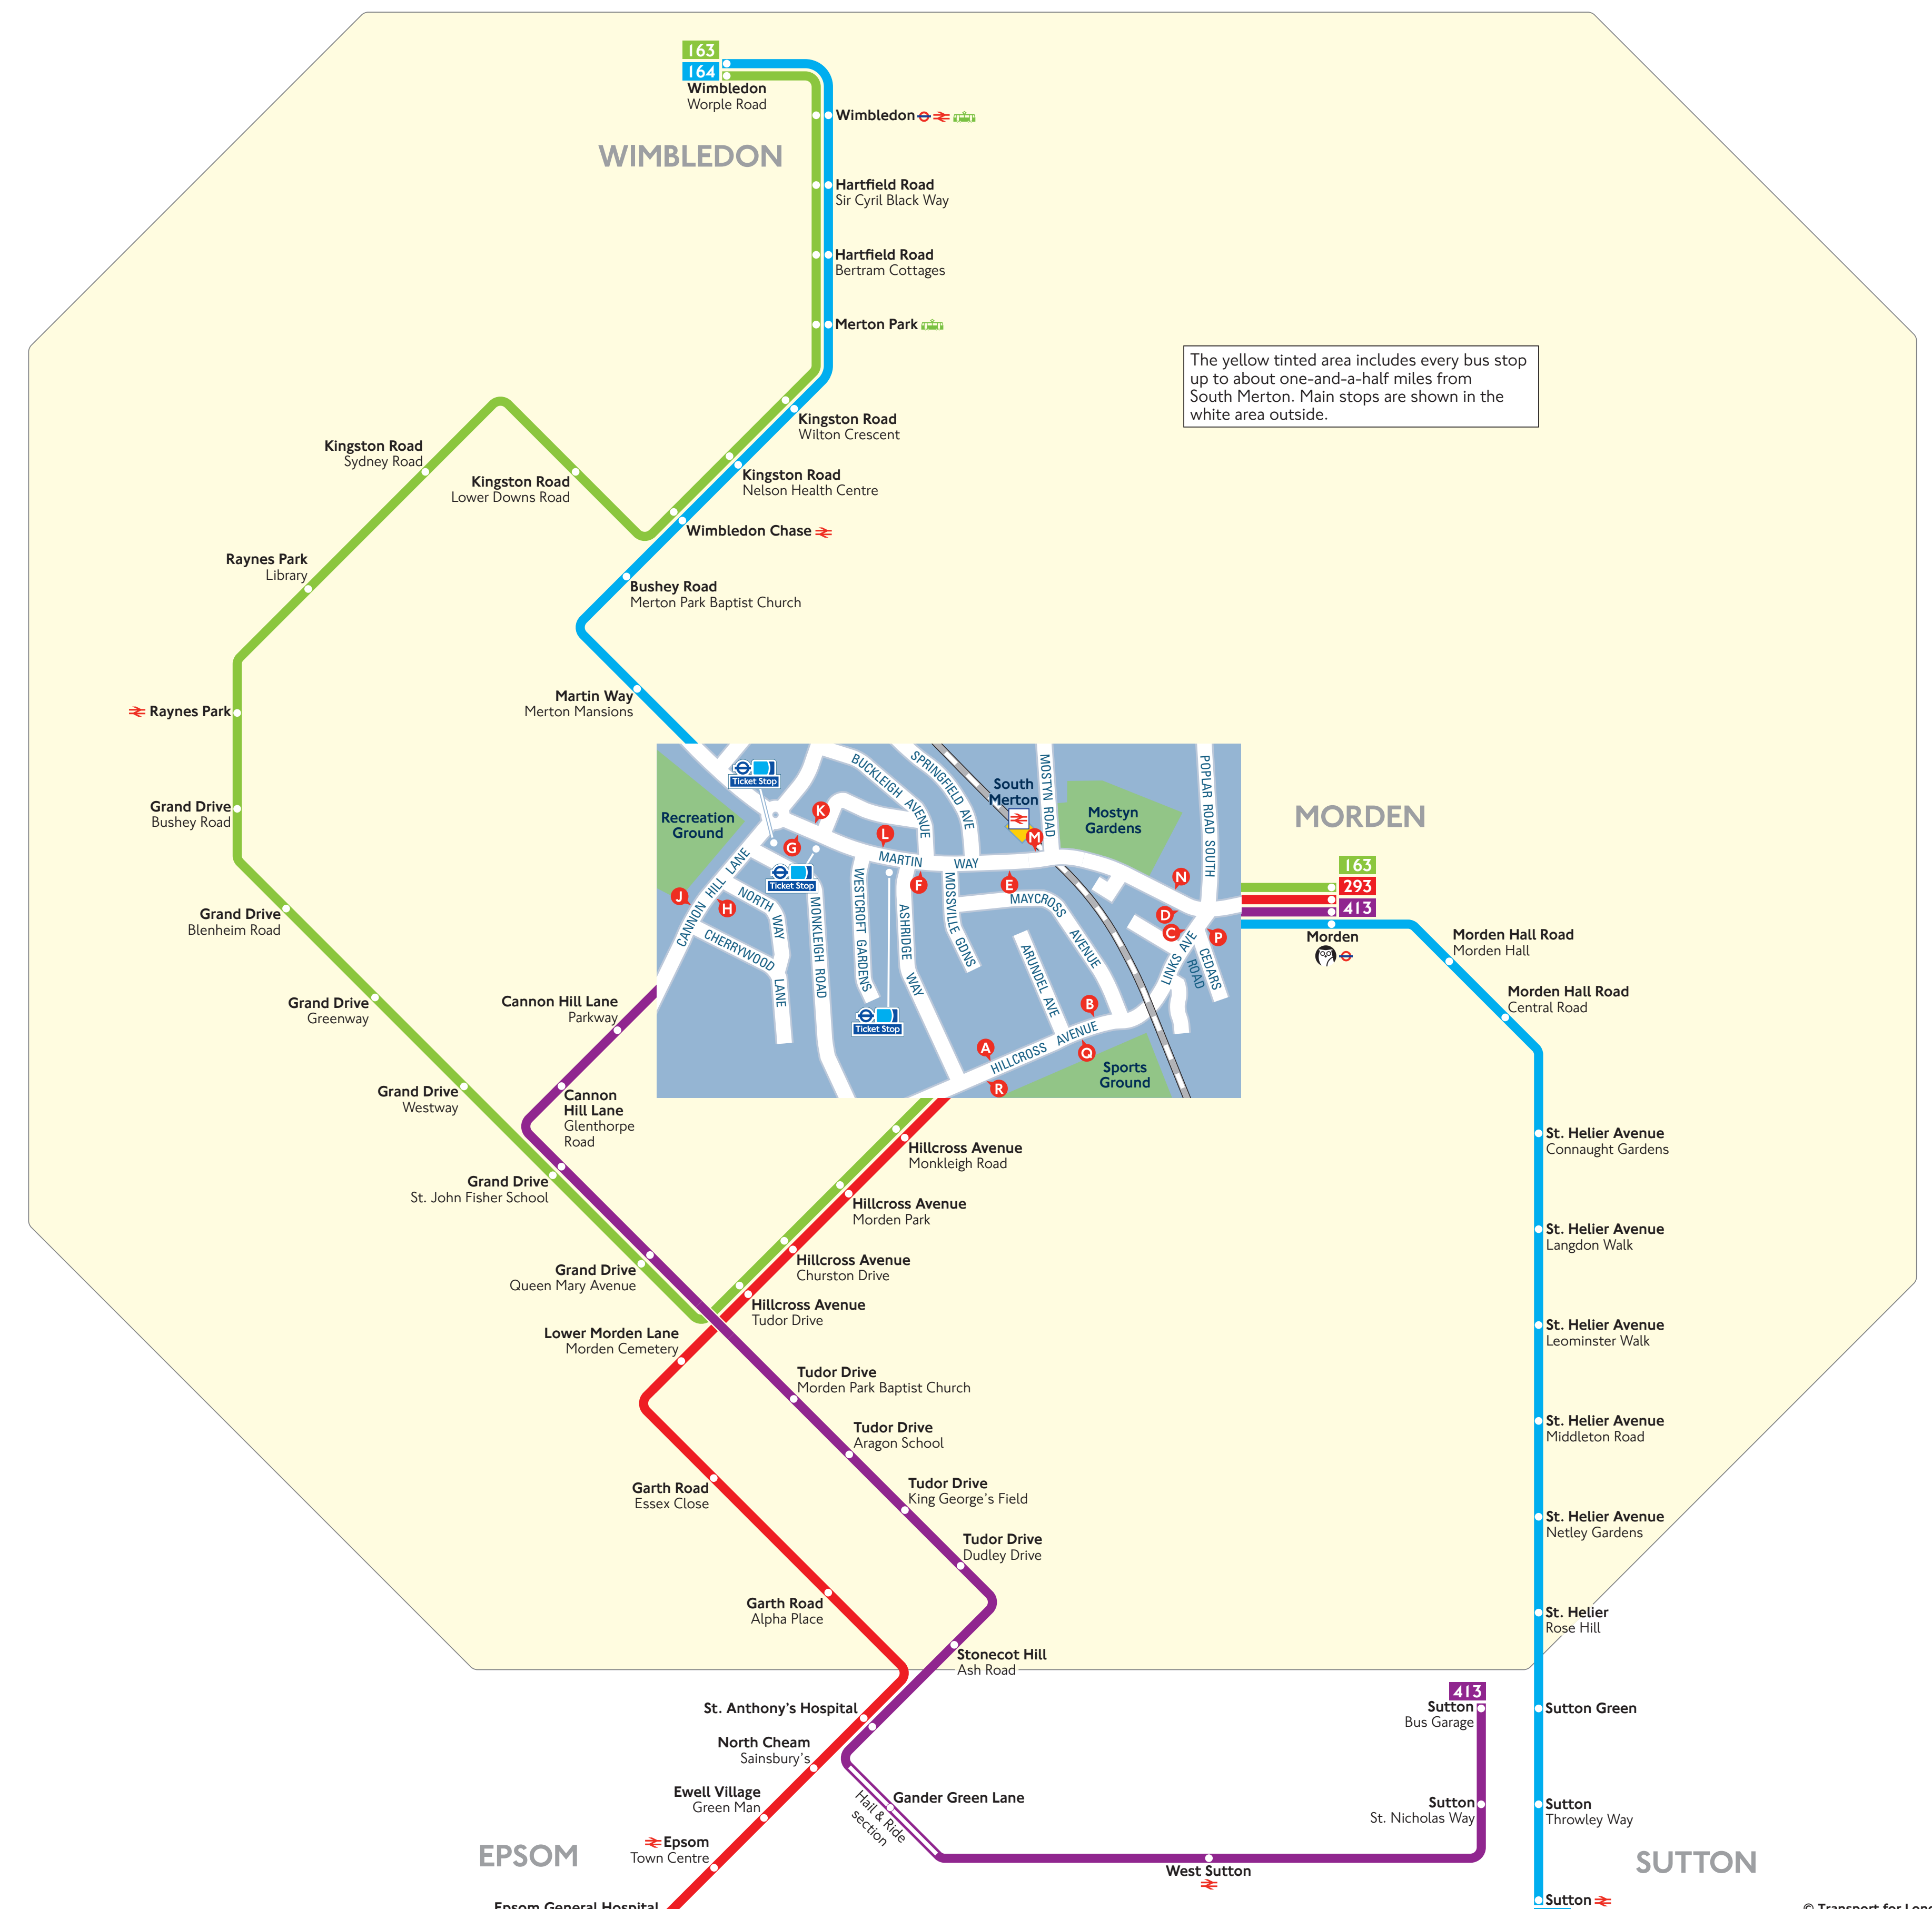 163
164
Wimbledon
Worple Road
Wimbledon
WIMBLEDON
Hartfield Road
Sir Cyril Black Way
Hartfield Road
Bertram Cottages
Merton Park
The yellow tinted area includes every bus stop
up to about one-and-a-half miles from
South Merton. Main stops are shown in the
white area outside.
Kingston Road
Wilton Crescent
Kingston Road
Sydney Road
Kingston Road
Lower Downs Road
Kingston Road
Nelson Health Centre
Wimbledon Chase
Raynes Park
Library
Bushey Road
Merton Park Baptist Church
Martin Way
Merton Mansions
Raynes Park
Grand Drive
Bushey Road
Grand Drive
Blenheim Road
Grand Drive
Greenway
Grand Drive
Westway
Grand Drive
St. John Fisher School
Grand Drive
Queen Mary Avenue
Cannon Hill Lane
Parkway
Cannon
Hill Lane
Glenthorpe
Road
Ticket Stop
Recreation
Ground
K
G
L
BUCKLEIGH AVENUE
SPRINGFIELD AVE
South
Merton
M
MOSTYN ROAD
Mostyn
Gardens
POPLAR ROAD SOUTH
MARTIN WAY
Ticket Stop
J
H
CANNON HILL LANE
NORTH WAY
CHERRYWOOD LANE
MONKLEIGH ROAD
WESTCROFT GARDENS
F
ASHRIDGE WAY
MOSSVILLE GDNS
E
MAYCROSS AVENUE
ARUNDEL AVE
N
D
C
P
LINKS AVE
CEDARS ROAD
Ticket Stop
B
A
HILLCROSS AVENUE
Q
R
Sports
Ground
MORDEN
163
293
413
Morden
Morden Hall Road
Morden Hall
Morden Hall Road
Central Road
St. Helier Avenue
Connaught Gardens
St. Helier Avenue
Langdon Walk
St. Helier Avenue
Leominster Walk
St. Helier Avenue
Middleton Road
St. Helier Avenue
Netley Gardens
St. Helier
Rose Hill
Sutton Green
Sutton
Throwley Way
SUTTON
Sutton
Hillcross Avenue
Monkleigh Road
Hillcross Avenue
Morden Park
Hillcross Avenue
Churston Drive
Hillcross Avenue
Tudor Drive
Lower Morden Lane
Morden Cemetery
Tudor Drive
Morden Park Baptist Church
Tudor Drive
Aragon School
Tudor Drive
King George's Field
Tudor Drive
Dudley Drive
Garth Road
Essex Close
Garth Road
Alpha Place
Stonecot Hill
Ash Road
St. Anthony's Hospital
North Cheam
Sainsbury's
Ewell Village
Green Man
Epsom
Town Centre
EPSOM
Epsom General Hospital
Hail & Ride
section
Gander Green Lane
West Sutton
413
Sutton
Bus Garage
Sutton
St. Nicholas Way
© Transport for